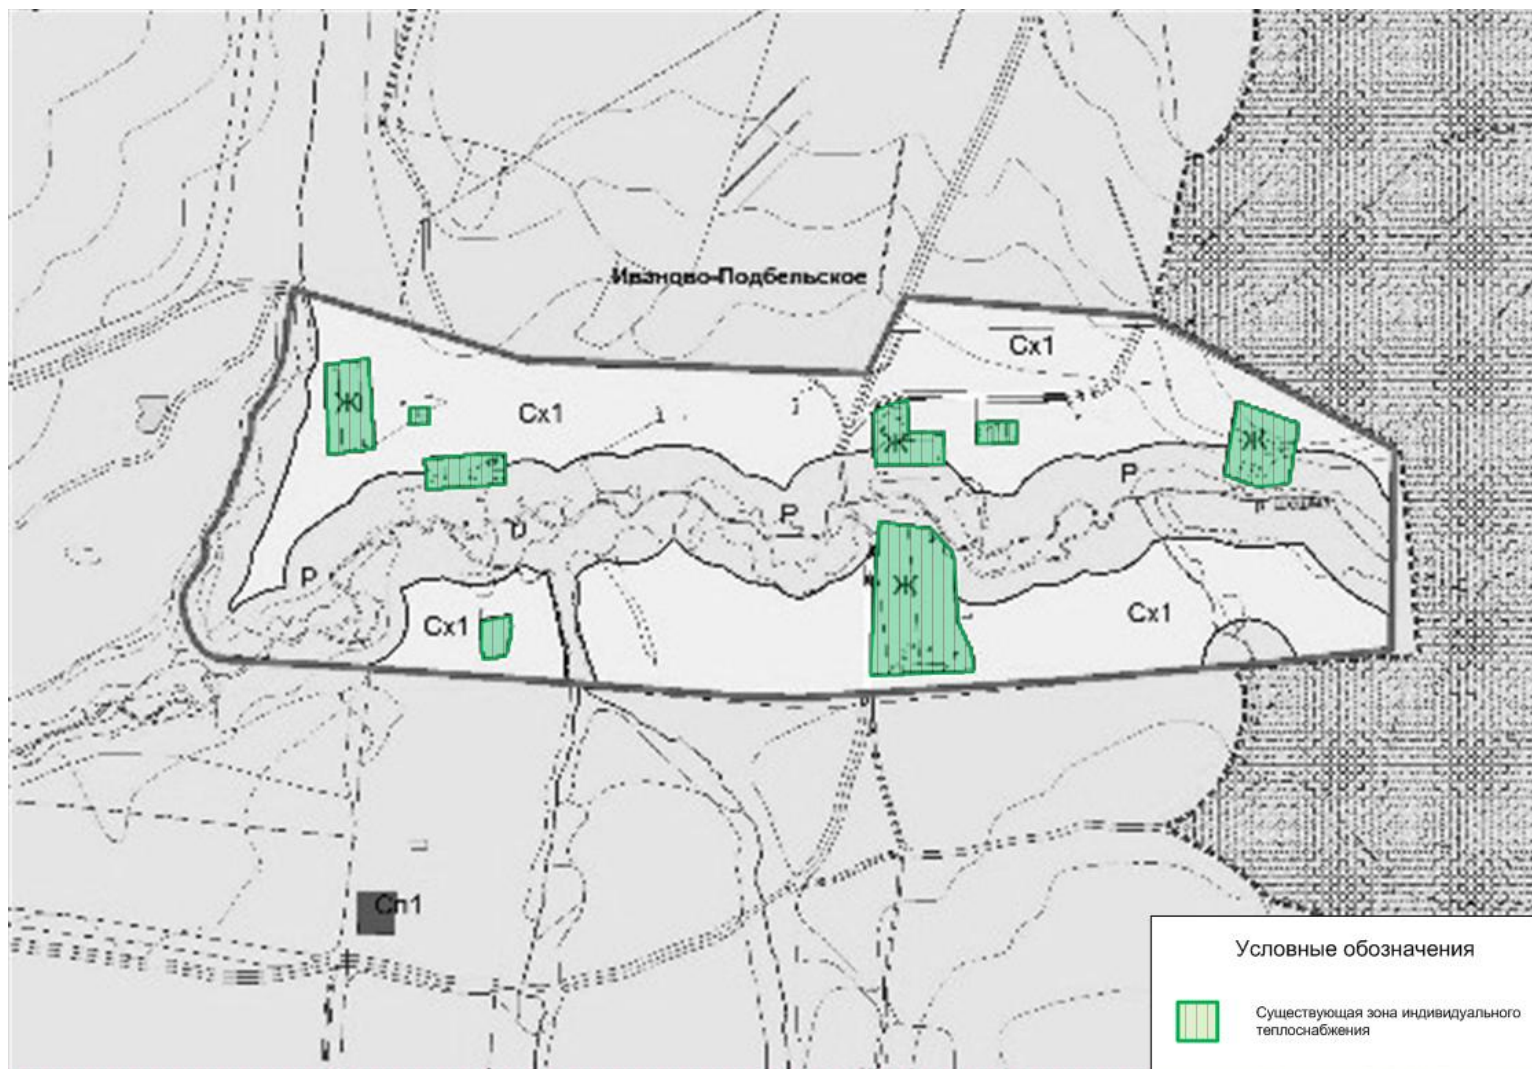 Иваново-Подбельское
Сх1
Ж
Сх1
Ж
Ж
Р
Р
Р
Ж
Сх1
Сх1
Сп1
Условные обозначения
Существующая зона индивидуального
теплоснабжения